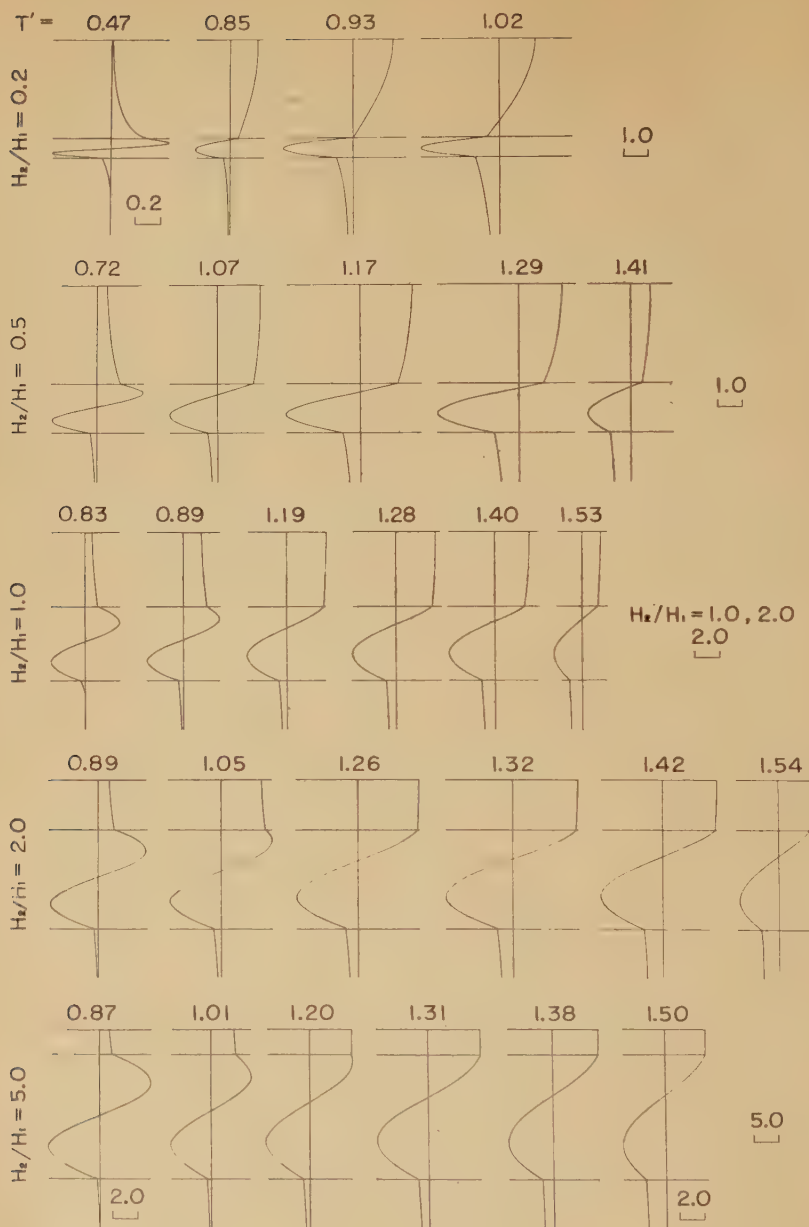 T' = 0.47 0.85 0.93 1.02
H₂/H₁ = 0.2
1.0
0.2
0.72 1.07 1.17 1.29 1.41
H₂/H₁ = 0.5
1.0
0.83 0.89 1.19 1.28 1.40 1.53
H₂/H₁ = 1.0
H₂/H₁ = 1.0, 2.0
2.0
0.89 1.05 1.26 1.32 1.42 1.54
H₂/H₁ = 2.0
0.87 1.01 1.20 1.31 1.38 1.50
H₂/H₁ = 5.0
5.0
2.0 2.0